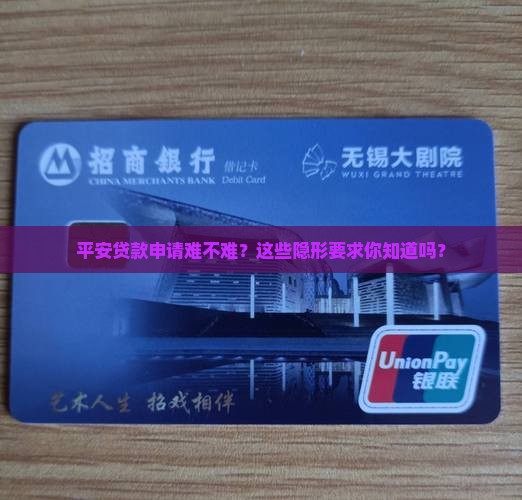 招商銀行 借记卡
CHINA MERCHANTS BANK Debit Card
无锡大剧院
WUXI GRAND THEATRE
平安贷款申请难不难？这些隐形要求你知道吗？
UnionPay
银联
艺术人生 招戏相伴